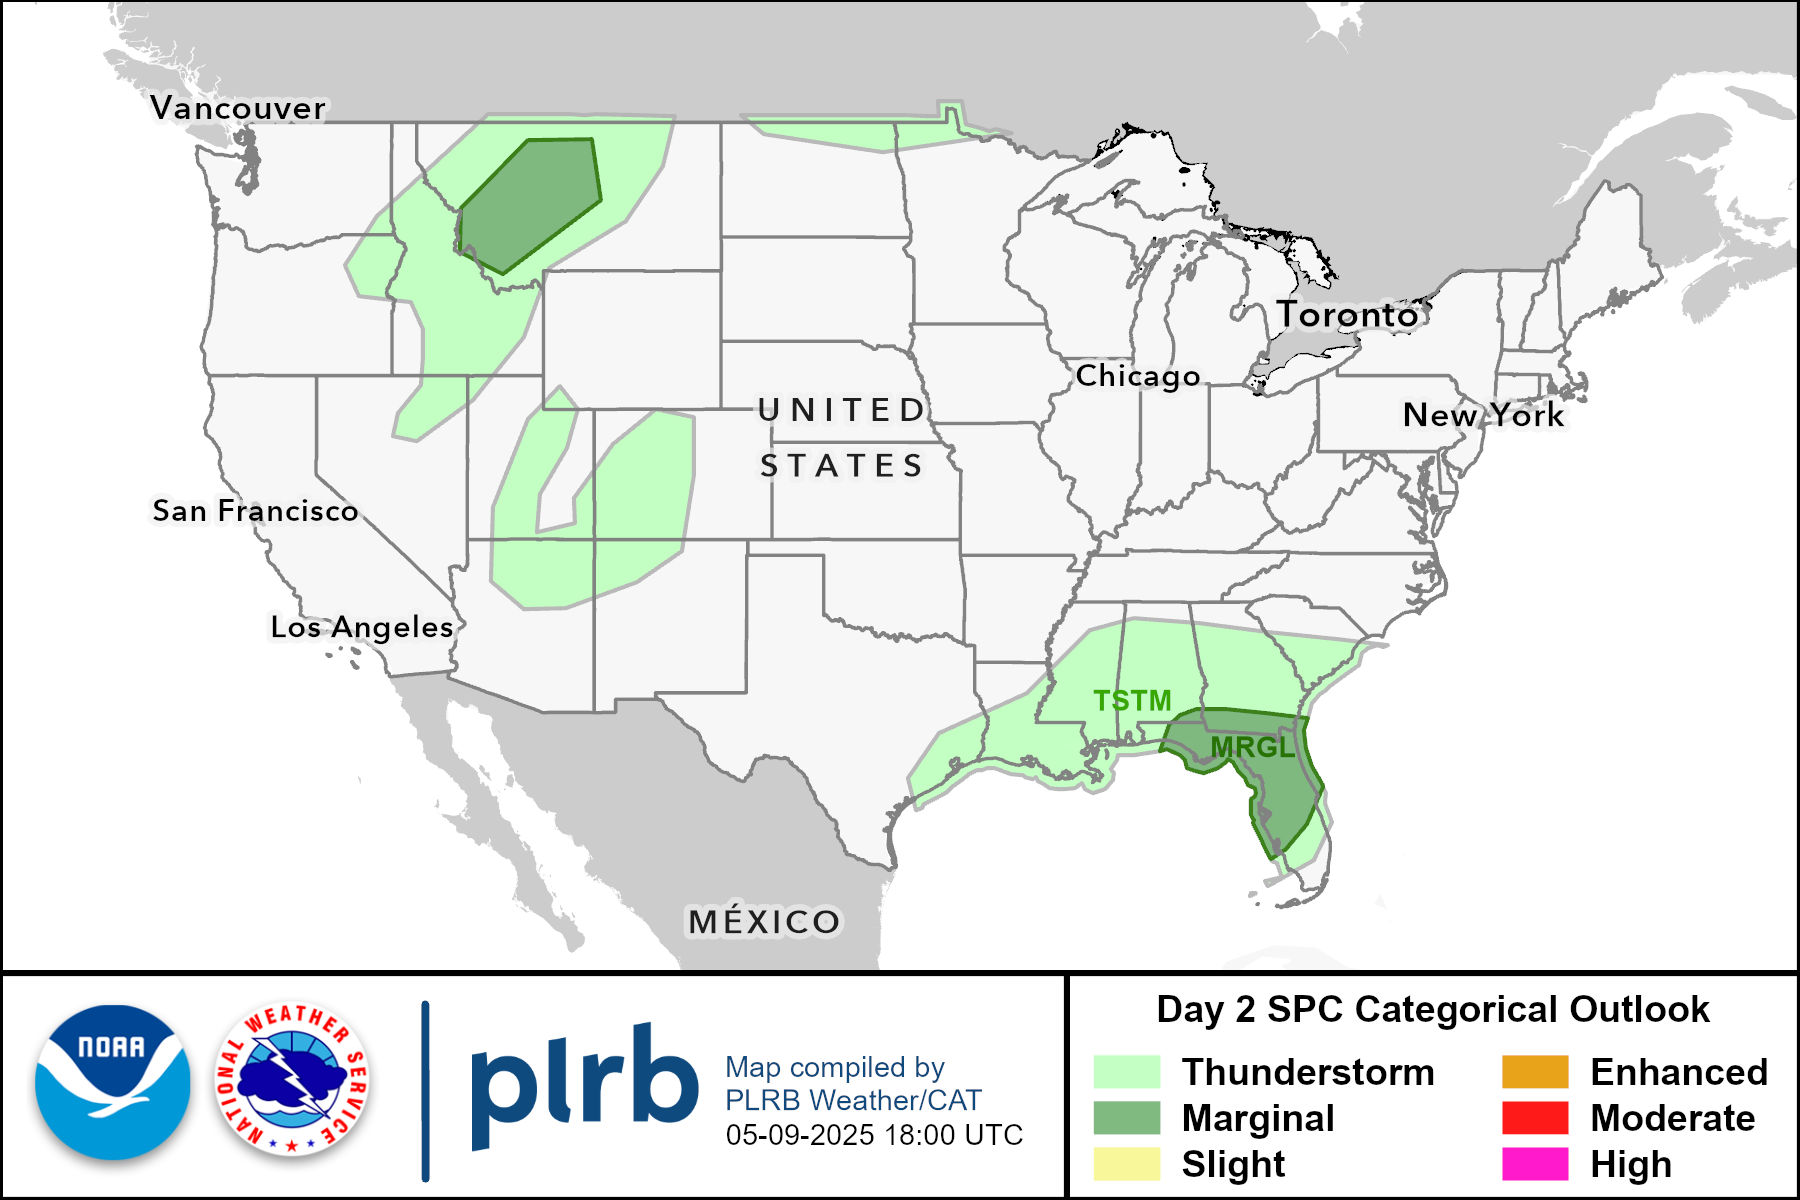 Vancouver
Toronto
Chicago
UNITED
New York
STATES
San Francisco
Los Angeles
TSTM
MRGL
MÉXICO
NOAA
NATIONAL WEATHER SERVICE
plrb
Map compiled by
PLRB Weather/CAT
05-09-2025 18:00 UTC
Day 2 SPC Categorical Outlook
Thunderstorm
Enhanced
Marginal
Moderate
Slight
High